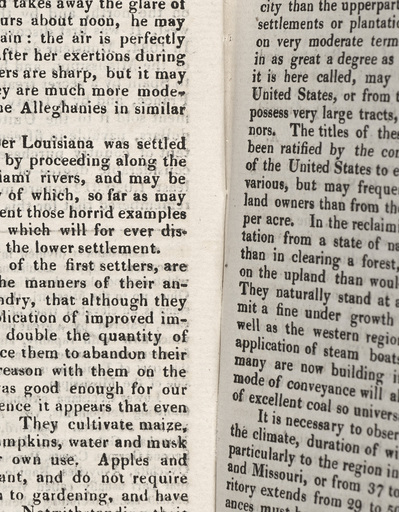 d takes away the glare of
urs about noon, he may
ain: the air is perfectly
fter her exertions during
ers are sharp, but it may
ey are much more mode-
he Alleghanies in similar
er Louisiana was settled
by proceeding along the
iami rivers, and may be
of which, so far as may
ent those horrid examples
which will for ever dis-
the lower settlement.
of the first settlers, are
he manners of their an-
ndry, that although they
lication of improved im-
double the quantity of
ce them to abandon their
reason with them on the
as good enough for our
ence it appears that even
They cultivate maize,
umpkins, water and musk
own use. Apples and
ant, and do not require
to gardening, and have
Notwithstanding their
city than the upperpart
settlements or plantatio
on very moderate term
in as great a degree as
it is here called, may
United States, or from t
possess very large tracts,
nors. The titles of thes
been ratified by the con
of the United States to e
various, but may freque
land owners than from the
per acre. In the reclaim
tation from a state of na
than in clearing a forest,
on the upland than woul
They naturally stand at a
mit a fine under growth
well as the western regio
application of steam boats
many are now building i
mode of conveyance will al
of excellent coal so univers
It is necessary to obser
the climate, duration of wi
particularly to the region in
and Missouri, or from 37 to
ritory extends from 29 to 50
ances must b